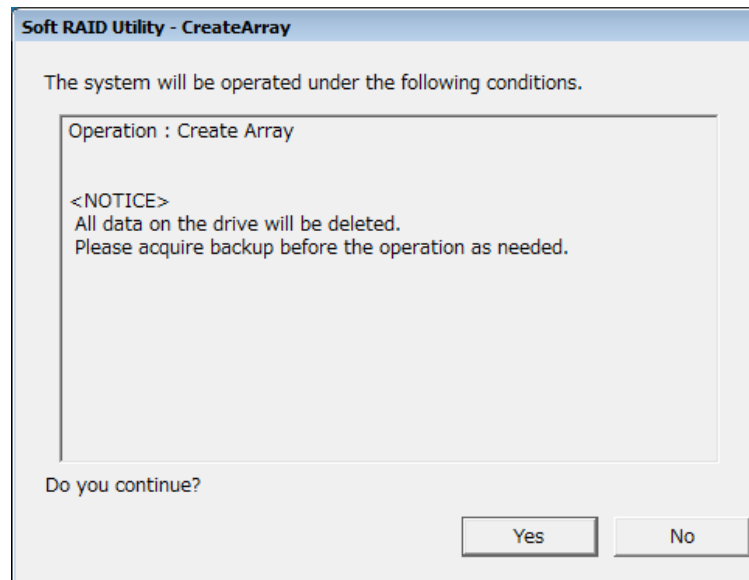 Soft RAID Utility - CreateArray
The system will be operated under the following conditions.
Operation : Create Array
<NOTICE>
All data on the drive will be deleted.
Please acquire backup before the operation as needed.
Do you continue?
Yes
No